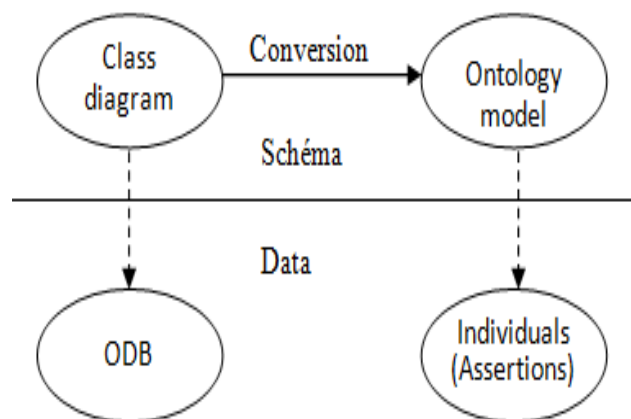 Class
diagram
Conversion
Ontology
model
Schéma
Data
ODB
Individuals
(Assertions)